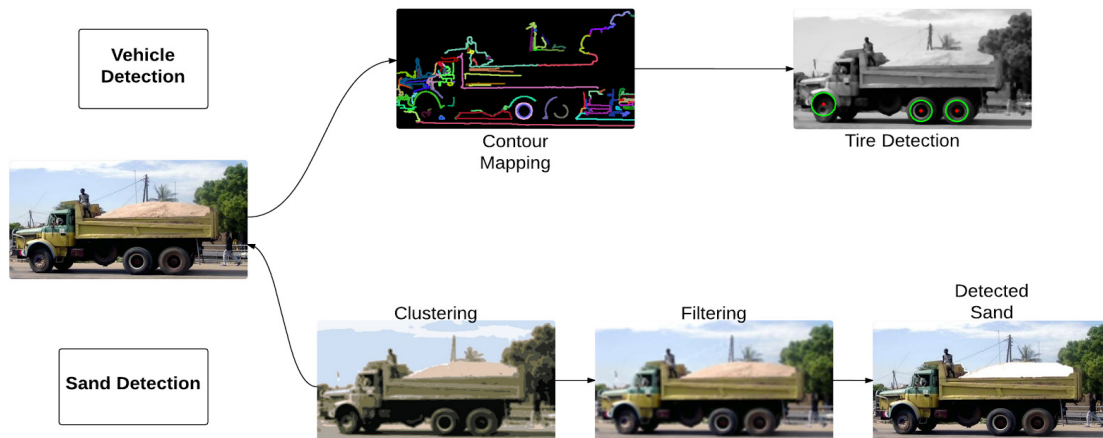 Vehicle
Detection
Contour
Mapping
Tire Detection
Clustering
Filtering
Detected
Sand
Sand Detection